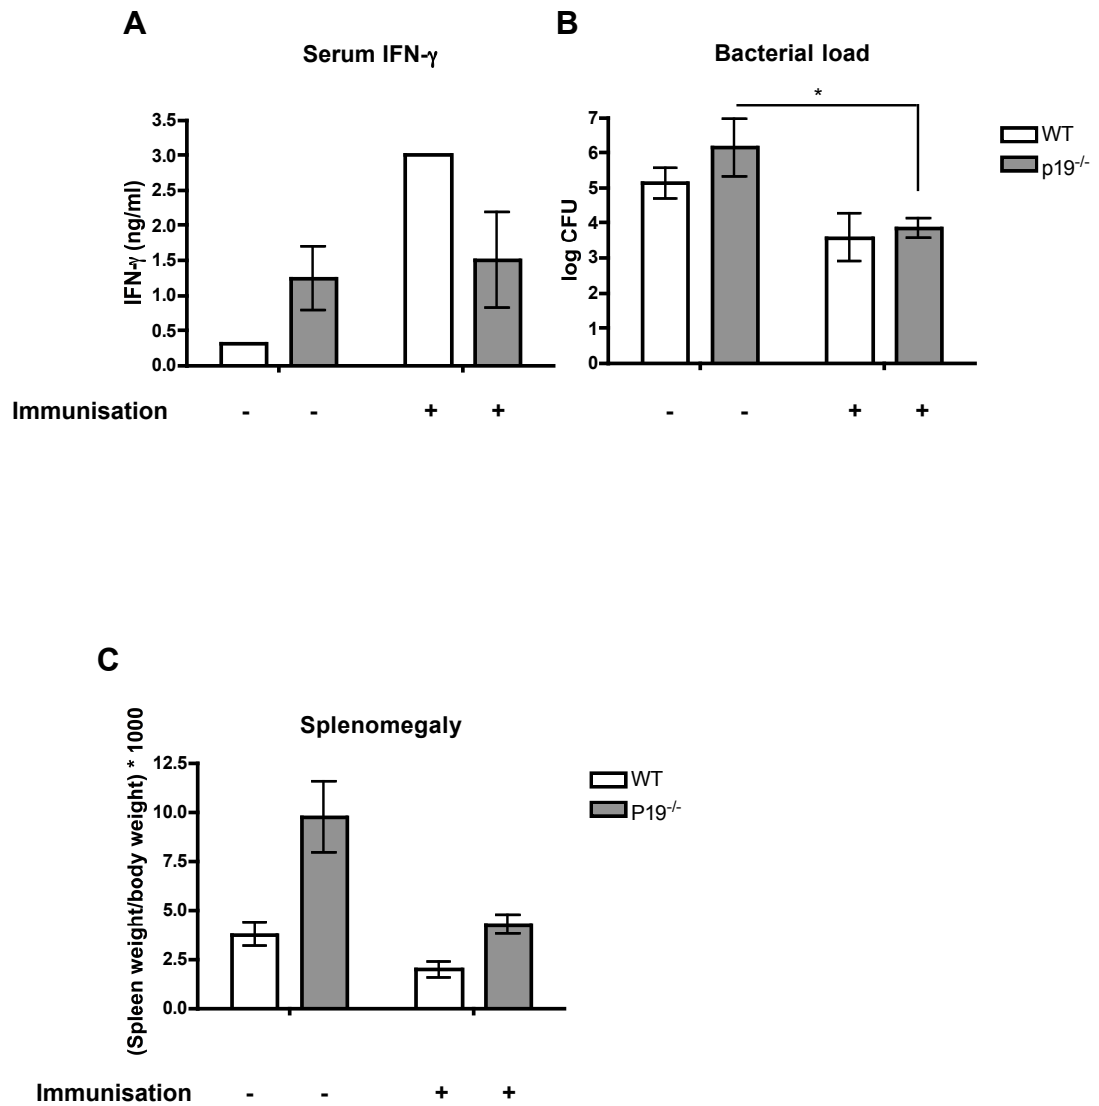 A
Serum IFN-γ
IFN-γ (ng/ml)
3.5
3.0
2.5
2.0
1.5
1.0
0.5
0.0
Immunisation - - + +
B
Bacterial load
log CFU
7
6
5
4
3
2
1
0
*
- - + +
WT
p19-/-
C
Splenomegaly
(Spleen weight/body weight) * 1000
12.5
10.0
7.5
5.0
2.5
0.0
Immunisation - - + +
WT
P19-/-